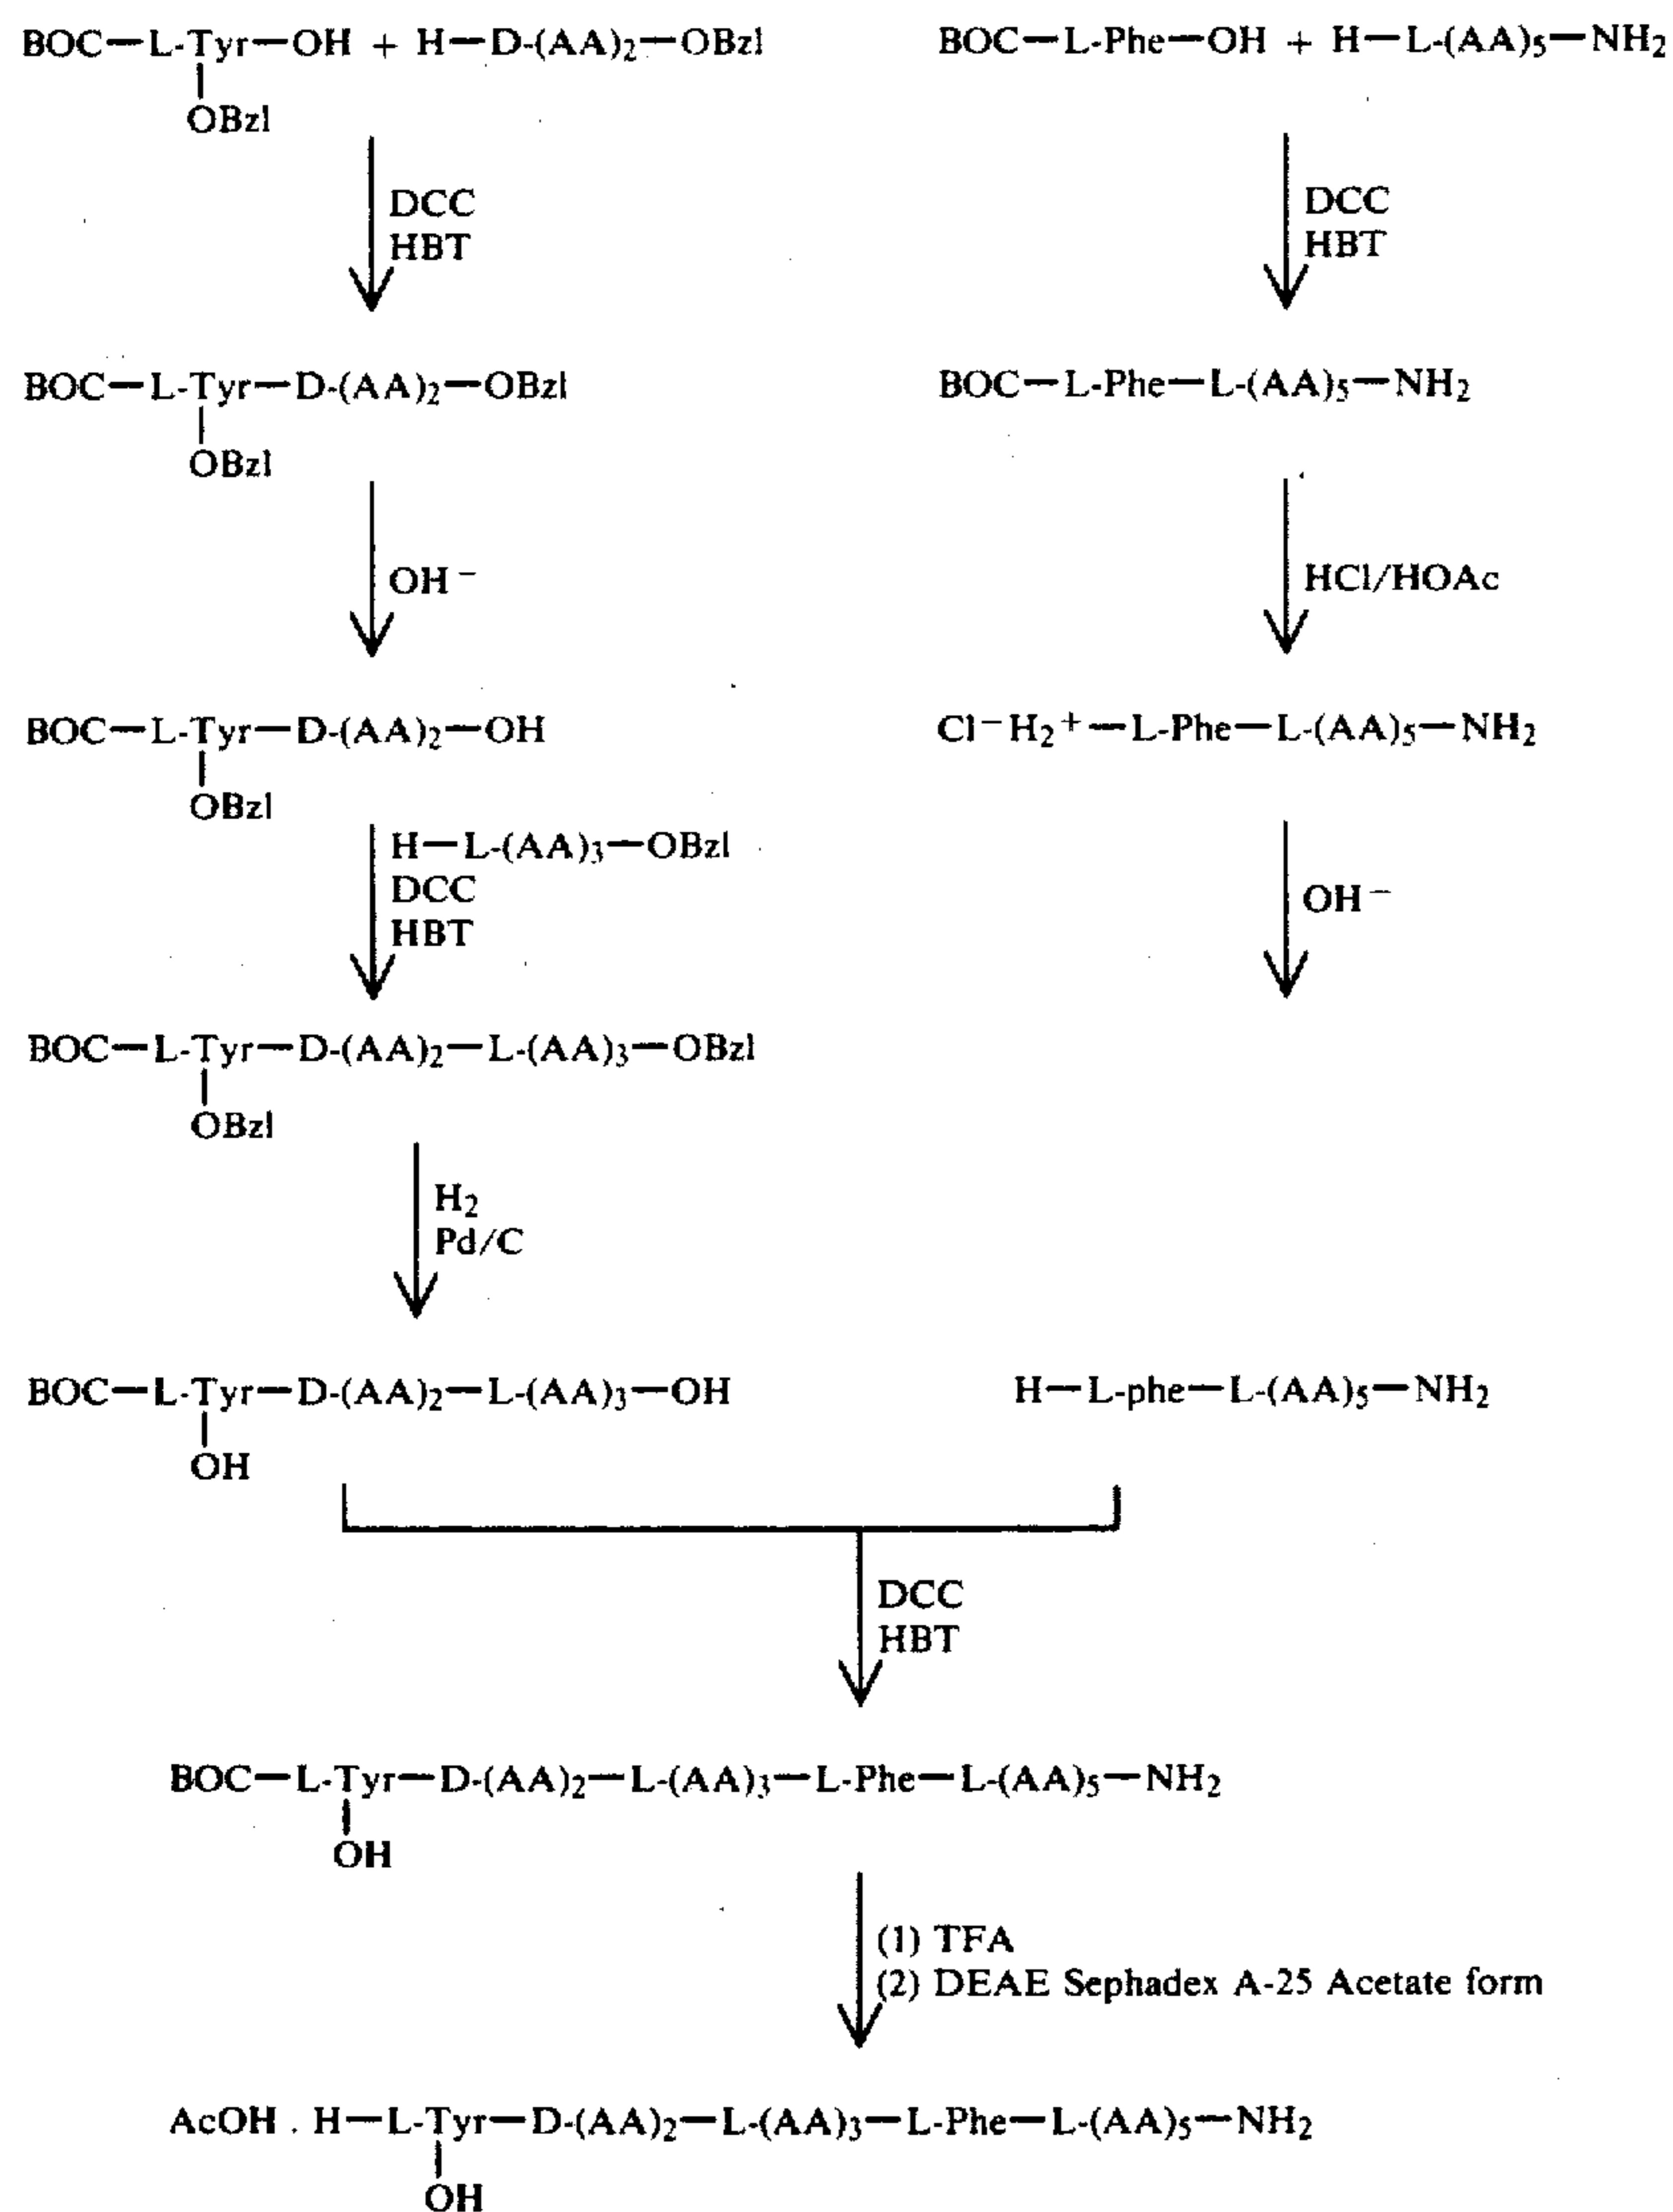 BOC—L-Tyr—OH + H—D-(AA)₂—OBzl
OBzl
BOC—L-Phe—OH + H—L-(AA)₅—NH₂
DCC
HBT
DCC
HBT
BOC—L-Tyr—D-(AA)₂—OBzl
OBzl
BOC—L-Phe—L-(AA)₅—NH₂
OH⁻
HCl/HOAc
BOC—L-Tyr—D-(AA)₂—OH
OBzl
Cl⁻H₂⁺—L-Phe—L-(AA)₅—NH₂
H—L-(AA)₃—OBzl
DCC
HBT
OH⁻
BOC—L-Tyr—D-(AA)₂—L-(AA)₃—OBzl
OBzl
H₂
Pd/C
BOC—L-Tyr—D-(AA)₂—L-(AA)₃—OH
OH
H—L-phe—L-(AA)₅—NH₂
DCC
HBT
BOC—L-Tyr—D-(AA)₂—L-(AA)₃—L-Phe—L-(AA)₅—NH₂
OH
(1) TFA
(2) DEAE Sephadex A-25 Acetate form
AcOH . H—L-Tyr—D-(AA)₂—L-(AA)₃—L-Phe—L-(AA)₅—NH₂
OH